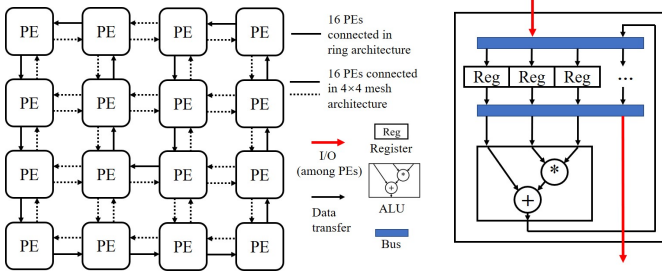 PE PE PE PE
PE PE PE PE
PE PE PE PE
PE PE PE PE
16 PEs
connected in
ring architecture
16 PEs connected
in 4×4 mesh
architecture
I/O
(among PEs)
Data
transfer
Reg
Register
*
+
ALU
Bus
Reg Reg Reg ...
*
+